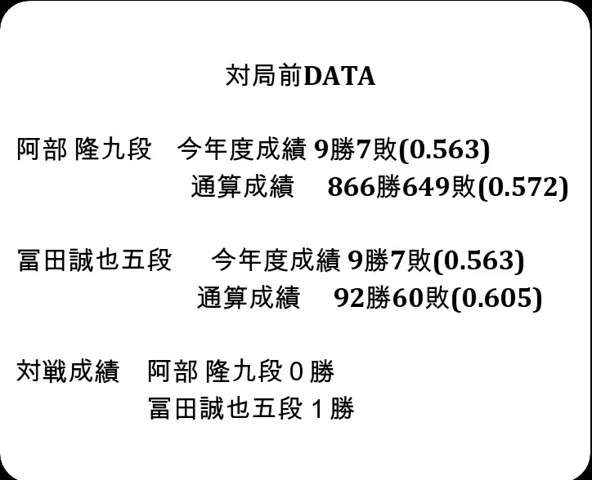 対局前DATA
阿部 隆九段　今年度成績 9勝7敗(0.563)
通算成績　866勝649敗(0.572)
冨田誠也五段　今年度成績 9勝7敗(0.563)
通算成績　92勝60敗(0.605)
対戦成績　阿部 隆九段０勝
冨田誠也五段１勝